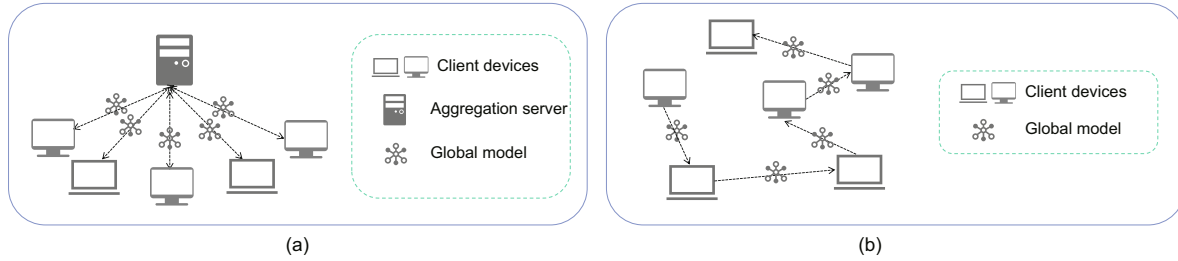 Client devices
Aggregation server
Global model
(a)
Client devices
Global model
(b)